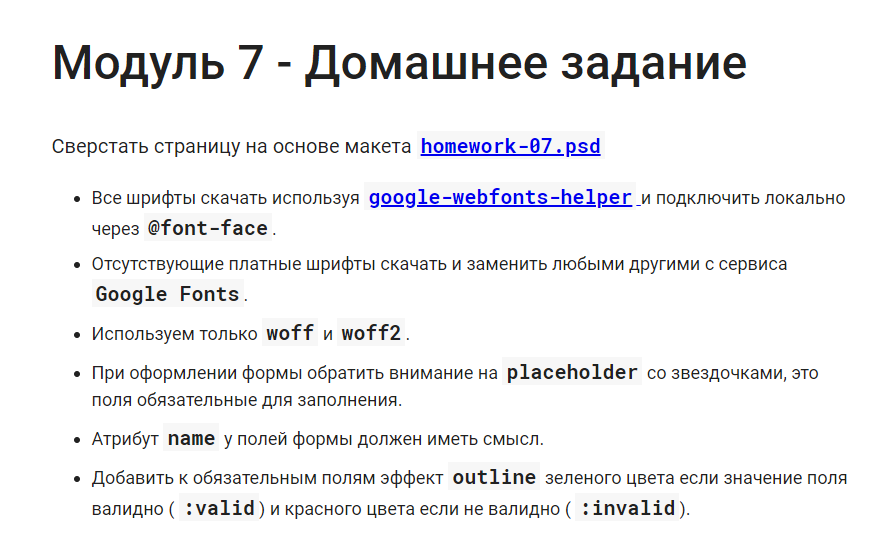 Модуль 7 - Домашнее задание
Сверстать страницу на основе макета homework-07.psd
• Все шрифты скачать используя google-webfonts-helper и подключить локально
через @font-face.
• Отсутствующие платные шрифты скачать и заменить любыми другими с сервиса
Google Fonts.
• Используем только woff и woff2.
• При оформлении формы обратить внимание на placeholder со звездочками, это
поля обязательные для заполнения.
• Атрибут name у полей формы должен иметь смысл.
• Добавить к обязательным полям эффект outline зеленого цвета если значение поля
валидно ( :valid) и красного цвета если не валидно ( :invalid).